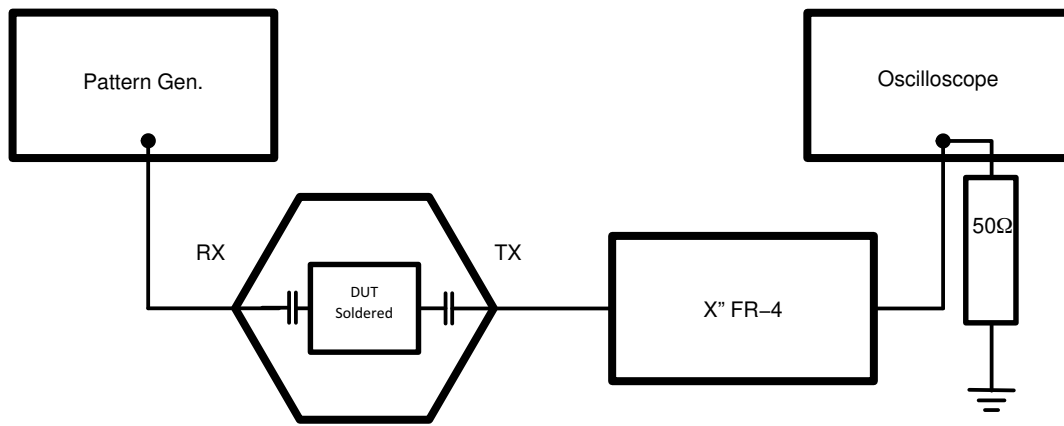 Pattern Gen.
Oscilloscope
50Ω
RX
TX
DUT
Soldered
X” FR−4